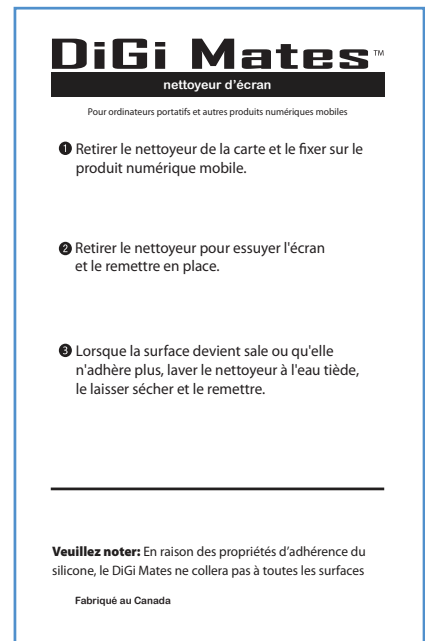 DiGi Mates™
nettoyeur d'écran
Pour ordinateurs portatifs et autres produits numériques mobiles
❶ Retirer le nettoyeur de la carte et le fixer sur le
produit numérique mobile.
❷ Retirer le nettoyeur pour essuyer l'écran
et le remettre en place.
❸ Lorsque la surface devient sale ou qu'elle
n'adhère plus, laver le nettoyeur à l'eau tiède,
le laisser sécher et le remettre.
Veuillez noter: En raison des propriétés d'adhérence du
silicone, le DiGi Mates ne collera pas à toutes les surfaces
Fabriqué au Canada